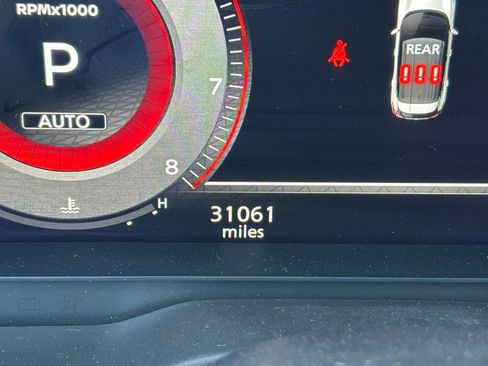 RPMx1000
P
AUTO
REAR
7
8
H
31061
miles